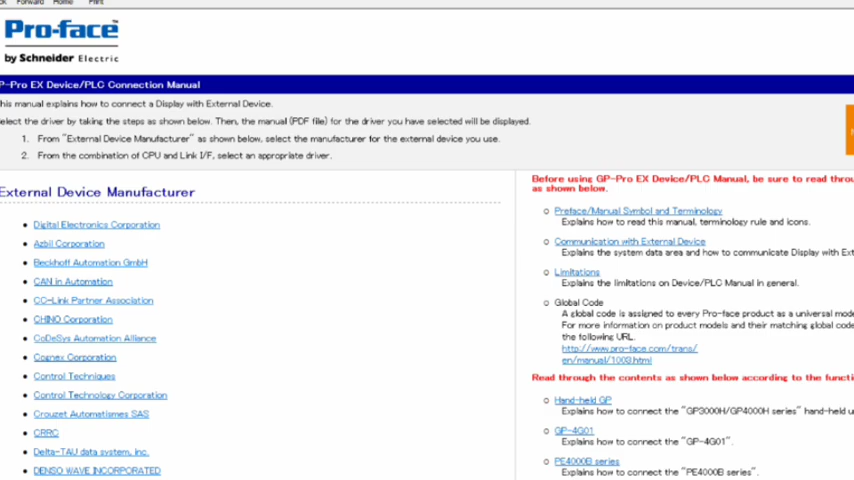 Forward Home Print
Pro-face
by Schneider Electric
P-Pro EX Device/PLC Connection Manual
his manual explains how to connect a Display with External Device.
elect the driver by taking the steps as shown below. Then, the manual (PDF file) for the driver you have selected will be displayed.
1. From "External Device Manufacturer" as shown below, select the manufacturer for the external device you use.
2. From the combination of CPU and Link I/F, select an appropriate driver.
External Device Manufacturer
Digital Electronics Corporation
Azbil Corporation
Beckhoff Automation GmbH
CAN in Automation
CC-Link Partner Association
CHINO Corporation
CoDeSys Automation Alliance
Cognex Corporation
Control Techniques
Control Technology Corporation
Crouzet Automatismes SAS
CRRC
Delta-TAU data system, inc.
DENSO WAVE INCORPORATED
Before using GP-Pro EX Device/PLC Manual, be sure to read throu
as shown below.
Preface/Manual Symbol and Terminology
Explains how to read this manual, terminology rule and icons.
Communication with External Device
Explains the system data area and how to communicate Display with Ext
Limitations
Explains the limitations on Device/PLC Manual in general.
Global Code
A global code is assigned to every Pro-face product as a universal mode
For more information on product models and their matching global code
the following URL.
http://www.pro-face.com/trans/
en/manual/1003.html
Read through the contents as shown below according to the functi
Hand-held GP
Explains how to connect the "GP3000H/GP4000H series" hand-held u
GP-4G01
Explains how to connect the "GP-4G01".
PE4000B series
Explains how to connect the "PE4000B series".